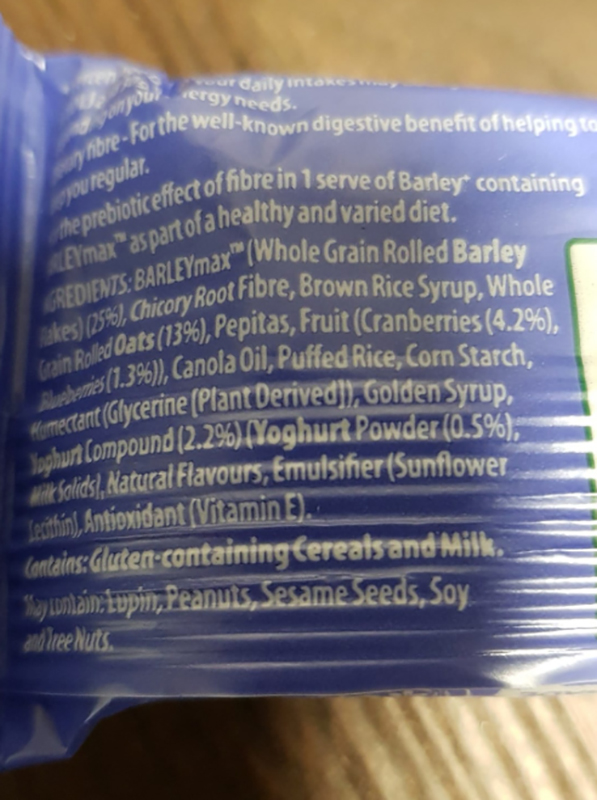 your daily intakes may
on your energy needs.
fibre - For the well-known digestive benefit of helping to
you regular.
the prebiotic effect of fibre in 1 serve of Barley+ containing
BARLEYmax™ as part of a healthy and varied diet.
INGREDIENTS: BARLEYmax™ (Whole Grain Rolled Barley
Flakes) (25%), Chicory Root Fibre, Brown Rice Syrup, Whole
Grain Rolled Oats (13%), Pepitas, Fruit (Cranberries (4.2%),
Blueberries (1.3%)), Canola Oil, Puffed Rice, Corn Starch,
Humectant (Glycerine (Plant Derived)), Golden Syrup,
Yoghurt Compound (2.2%) (Yoghurt Powder (0.5%),
Milk Solids), Natural Flavours, Emulsifier (Sunflower
Lecithin), Antioxidant (Vitamin E).
Contains: Gluten-containing Cereals and Milk.
May contain: Lupin, Peanuts, Sesame Seeds, Soy
and Tree Nuts.